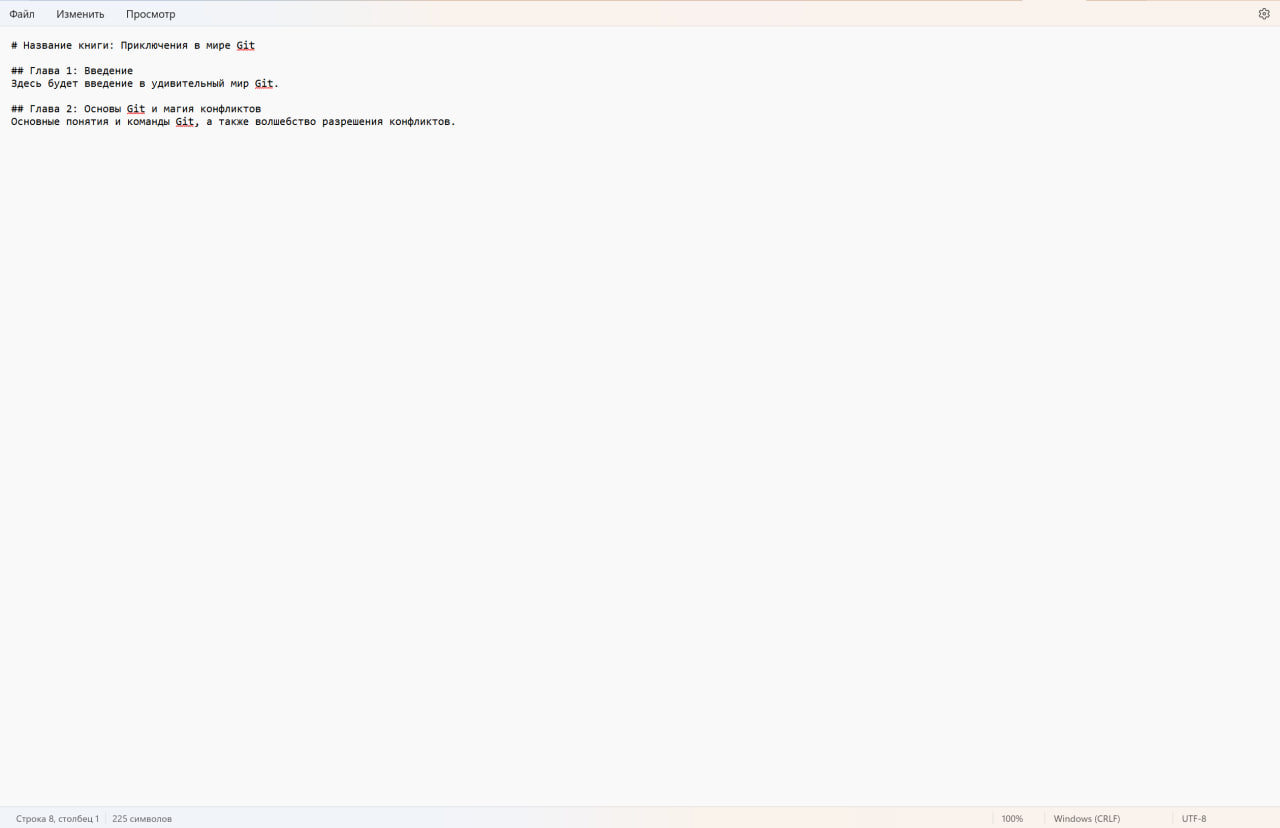 Файл Изменить Просмотр
# Название книги: Приключения в мире Git
## Глава 1: Введение
Здесь будет введение в удивительный мир Git.
## Глава 2: Основы Git и магия конфликтов
Основные понятия и команды Git, а также волшебство разрешения конфликтов.
Строка 8, столбец 1 225 символов 100% Windows (CRLF) UTF-8